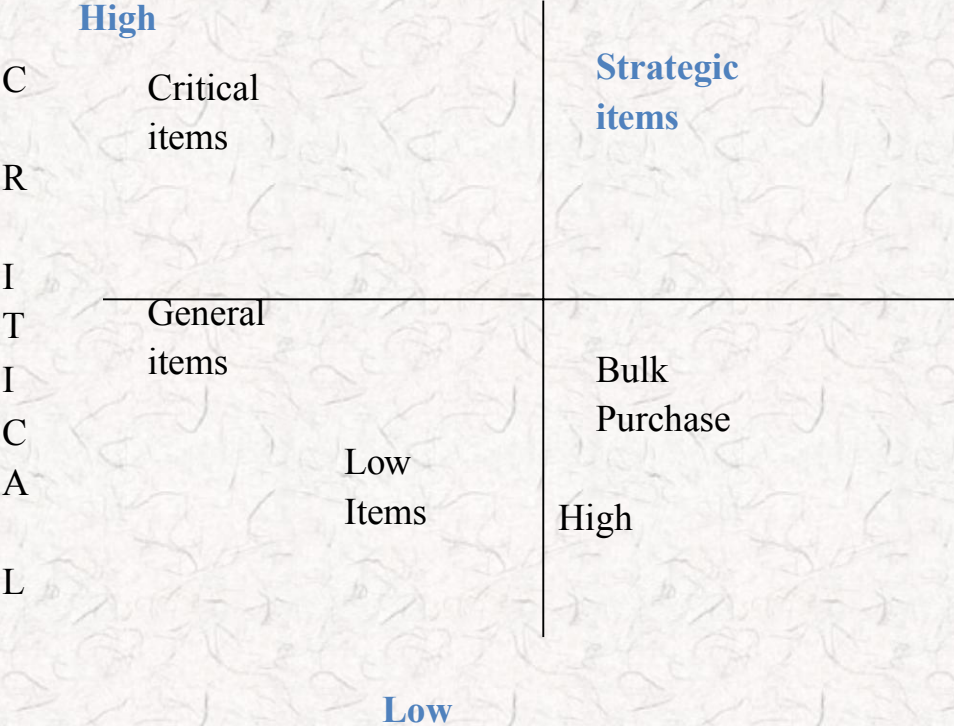 High
C
R
I
T
I
C
A
L
Critical
items
Strategic
items
General
items
Bulk
Purchase
Low
Items
High
Low